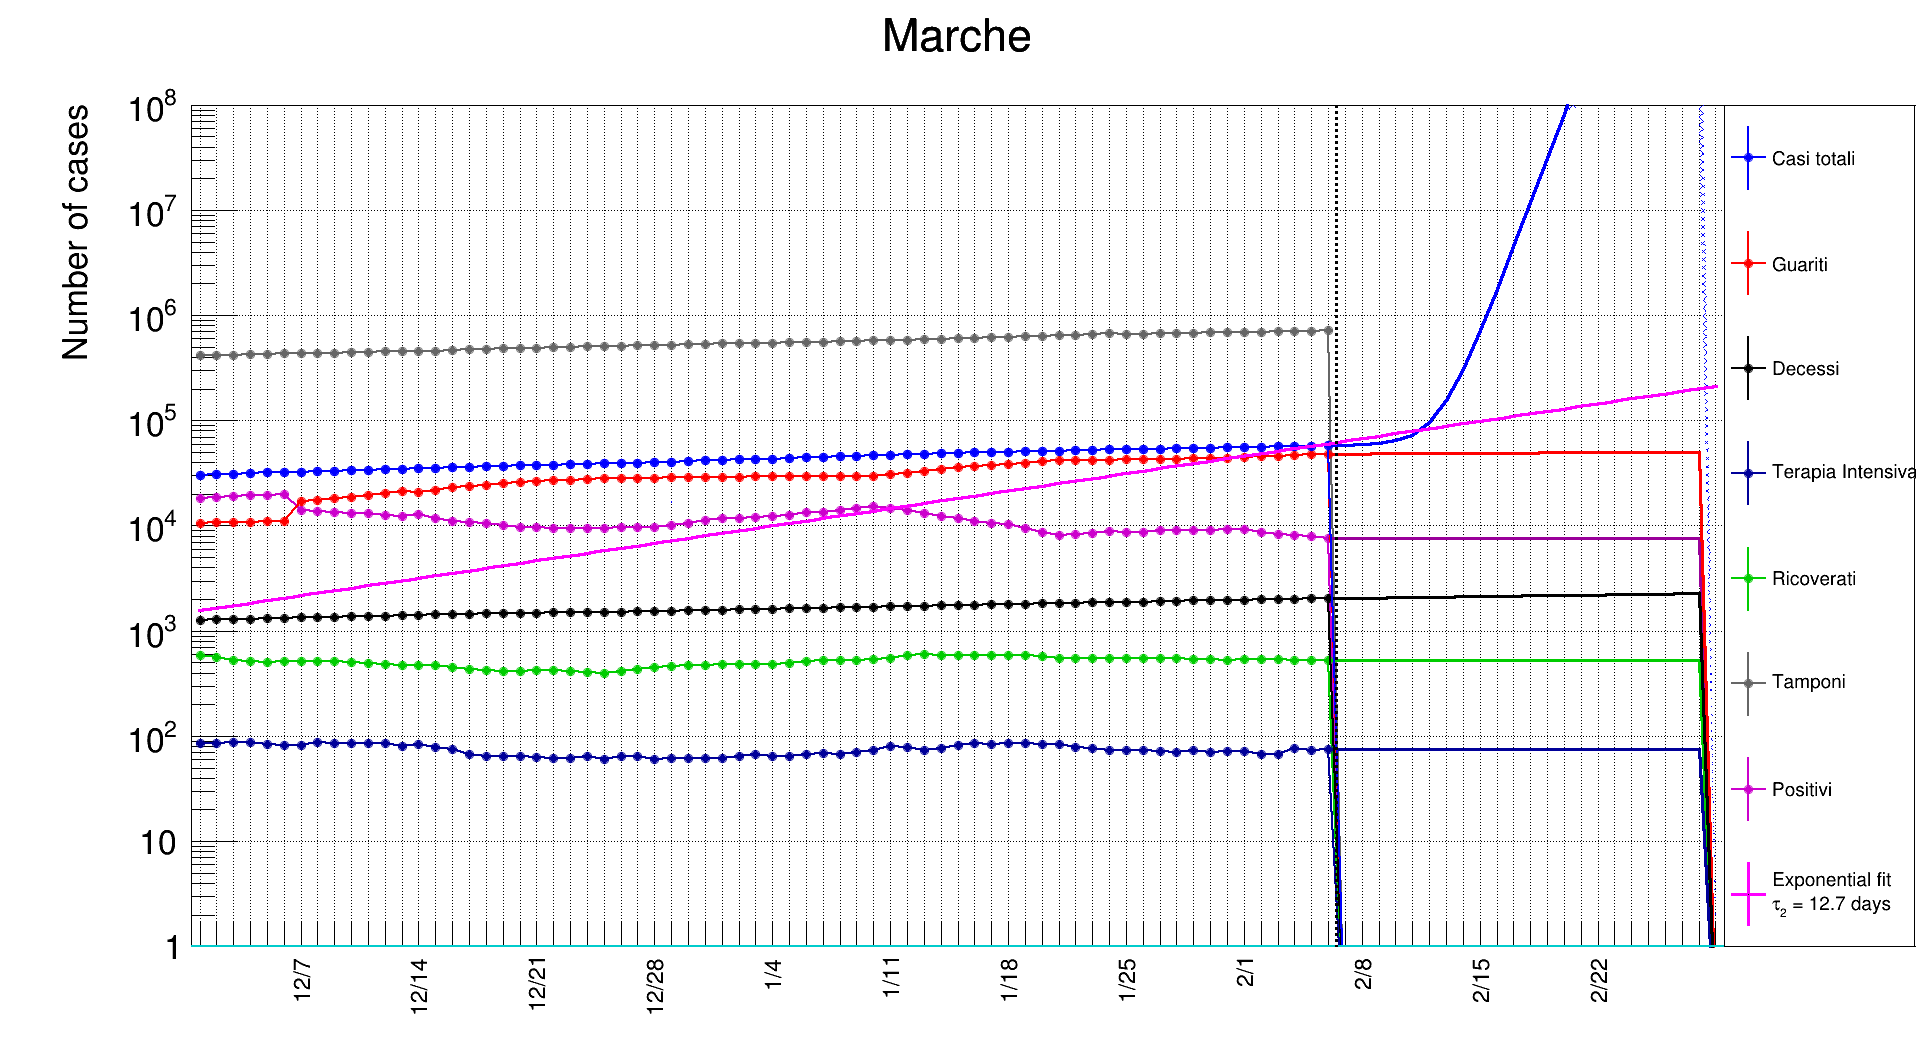 Marche
Number of cases
10^8
10^7
10^6
10^5
10^4
10^3
10^2
10
1
12/7
12/14
12/21
12/28
1/4
1/11
1/18
1/25
2/1
2/8
2/15
2/22
Casi totali
Guariti
Decessi
Terapia Intensiva
Ricoverati
Tamponi
Positivi
Exponential fit
τ_2 = 12.7 days